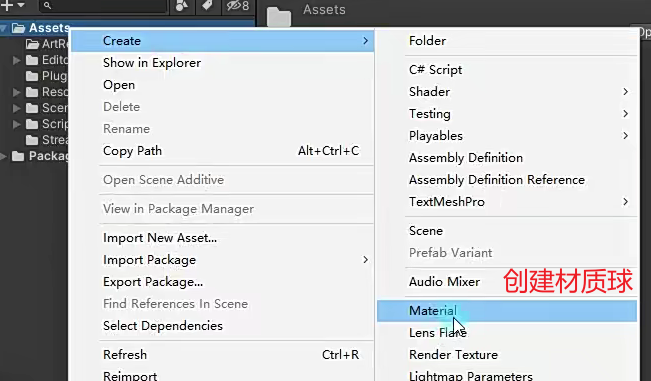 8
Assets
Assets
ArtRe
Edito
Plug
Reso
Scen
Scrip
Strea
Packag
Create
Show in Explorer
Open
Delete
Rename
Copy Path Alt+Ctrl+C
Open Scene Additive
View in Package Manager
Import New Asset...
Import Package
Export Package...
Find References In Scene
Select Dependencies
Refresh Ctrl+R
Reimport
Folder
C# Script
Shader
Testing
Playables
Assembly Definition
Assembly Definition Reference
TextMeshPro
Scene
Prefab Variant
Audio Mixer
创建材质球
Material
Lens Flare
Render Texture
Lightmap Parameters
Op